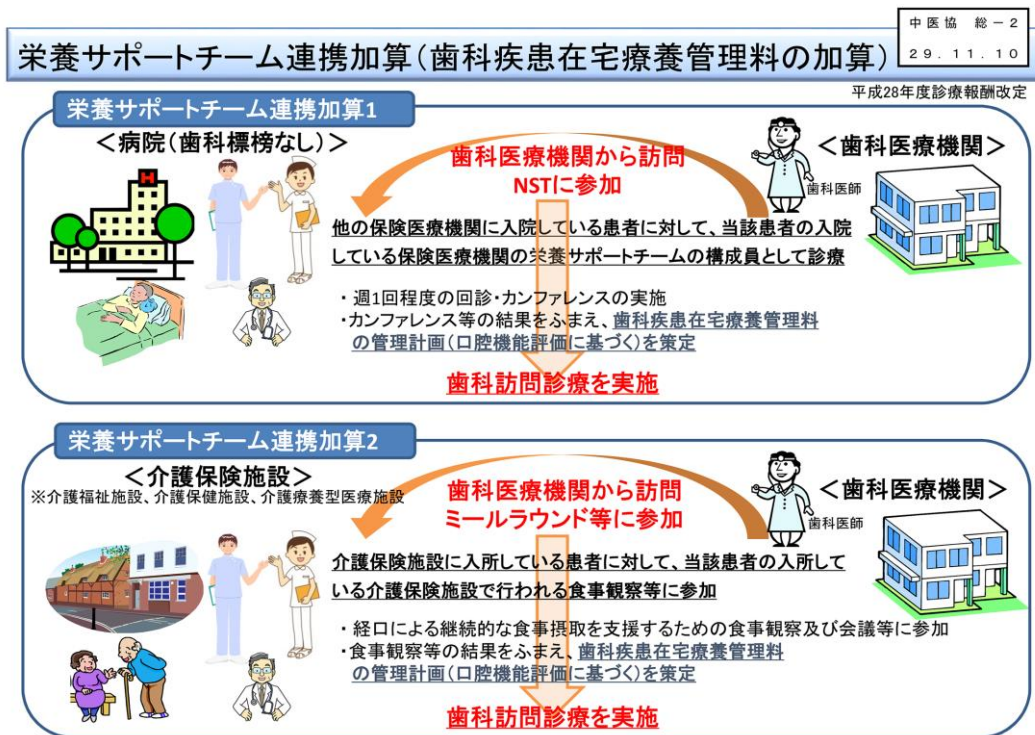 中医協 総－２
２９．１１．１０
栄養サポートチーム連携加算(歯科疾患在宅療養管理料の加算)
平成28年度診療報酬改定
栄養サポートチーム連携加算1
＜病院(歯科標榜なし)＞
H
歯科医療機関から訪問
NSTに参加
＜歯科医療機関＞
歯科医師
他の保険医療機関に入院している患者に対して、当該患者の入院
している保険医療機関の栄養サポートチームの構成員として診療
・週1回程度の回診・カンファレンスの実施
・カンファレンス等の結果をふまえ、歯科疾患在宅療養管理料
の管理計画(口腔機能評価に基づく)を策定
歯科訪問診療を実施
栄養サポートチーム連携加算2
＜介護保険施設＞
※介護福祉施設、介護保健施設、介護療養型医療施設
歯科医療機関から訪問
ミールラウンド等に参加
＜歯科医療機関＞
歯科医師
介護保険施設に入所している患者に対して、当該患者の入所して
いる介護保険施設で行われる食事観察等に参加
・経口による継続的な食事摂取を支援するための食事観察及び会議等に参加
・食事観察等の結果をふまえ、歯科疾患在宅療養管理料
の管理計画(口腔機能評価に基づく)を策定
歯科訪問診療を実施